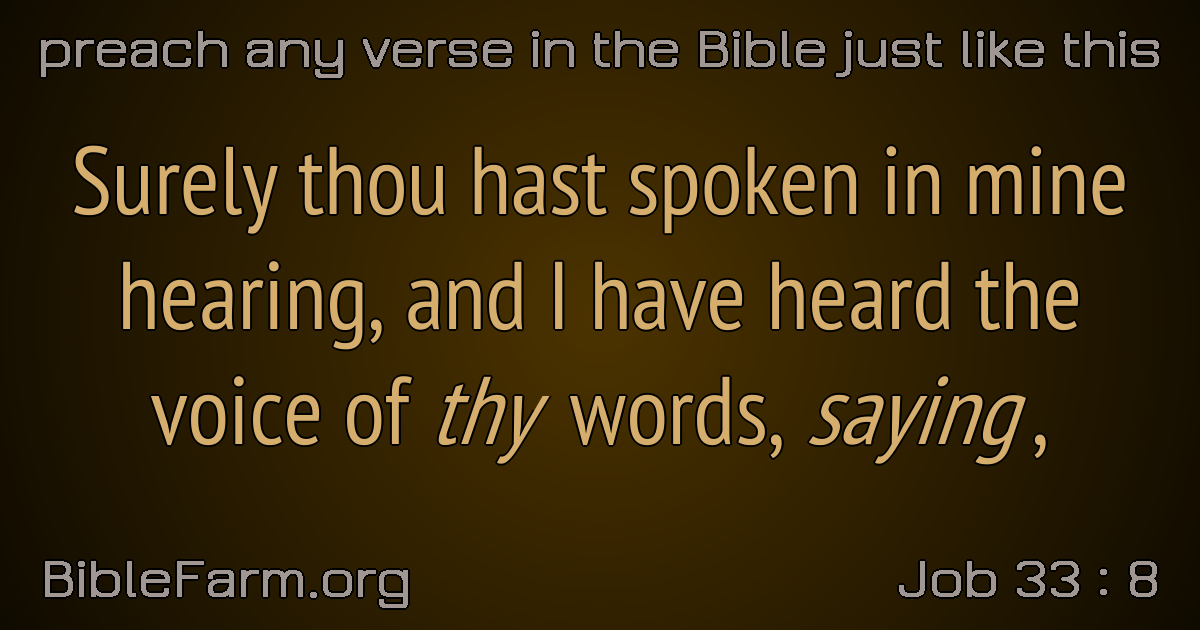 preach any verse in the Bible just like this
Surely thou hast spoken in mine
hearing, and I have heard the
voice of thy words, saying ,
BibleFarm.org
Job 33 : 8